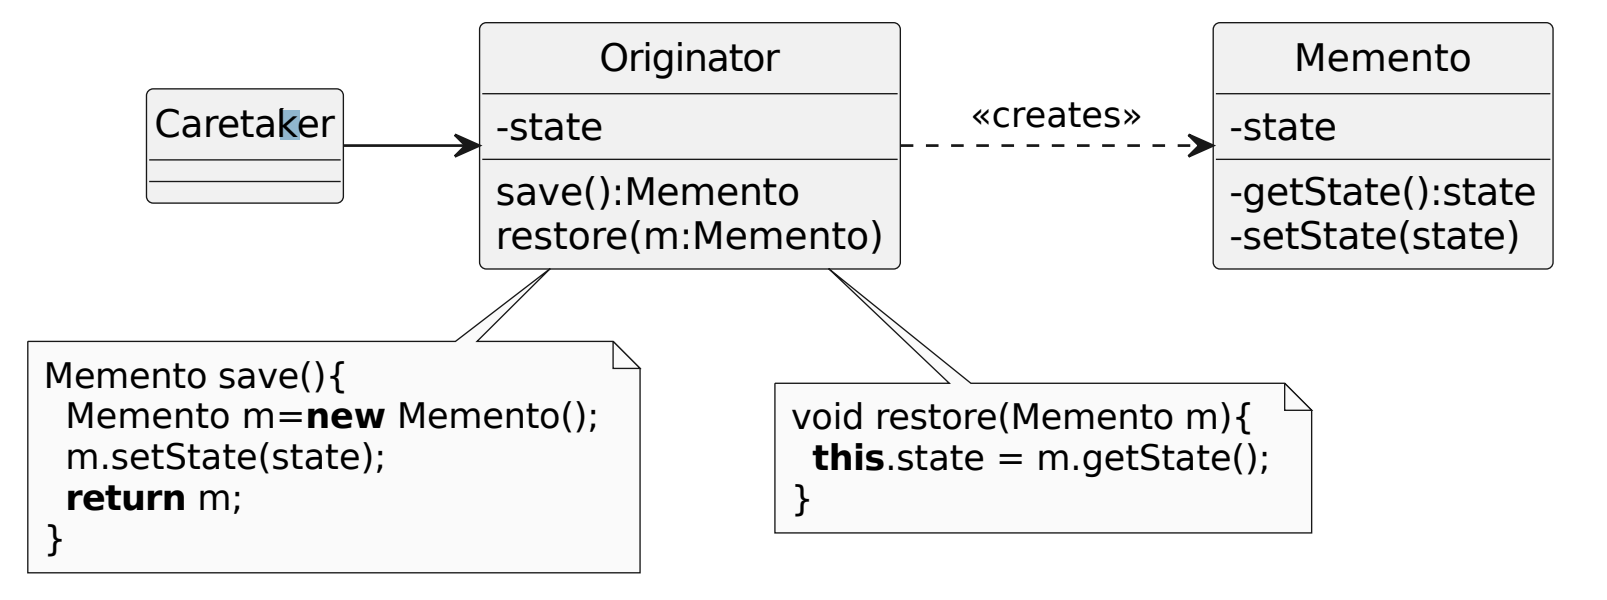 Caretaker
Originator
-state
save():Memento
restore(m:Memento)
«creates»
Memento
-state
-getState():state
-setState(state)
Memento save(){
  Memento m=new Memento();
  m.setState(state);
  return m;
}
void restore(Memento m){
  this.state = m.getState();
}